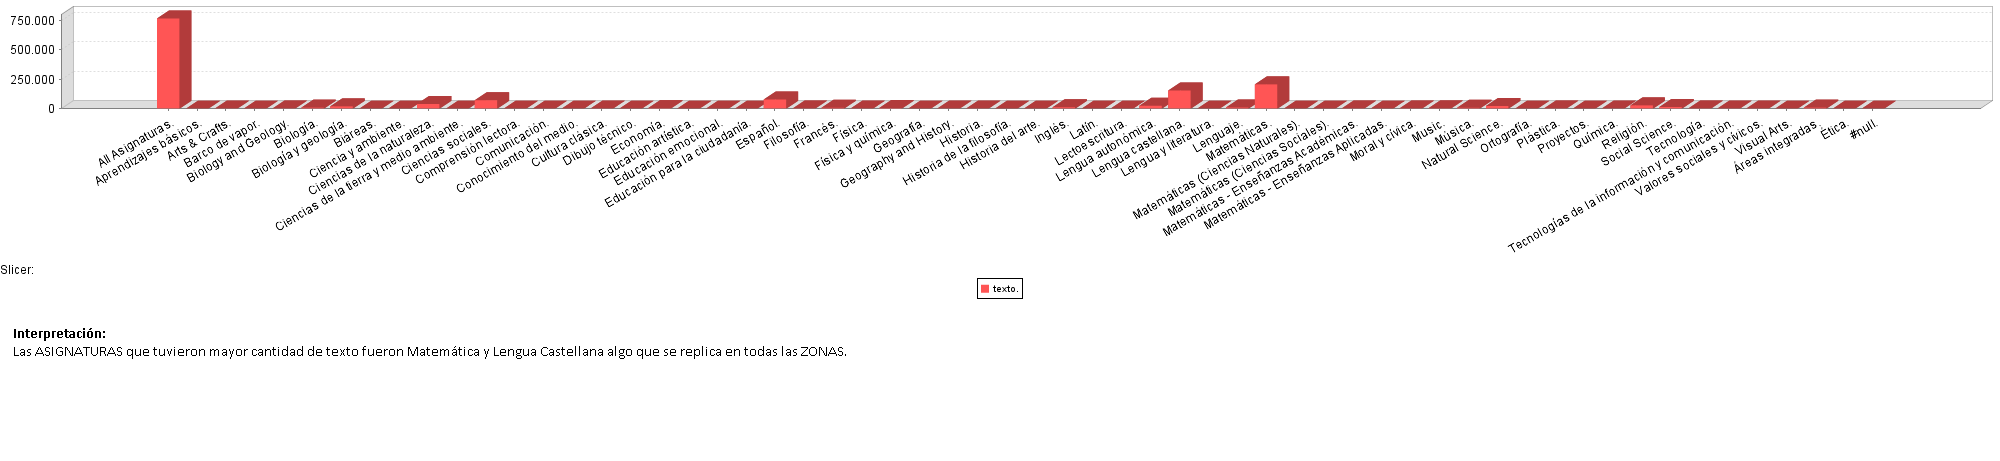 750.000
500.000
250.000
0
All Asignaturas.
Aprendizajes básicos.
Arts & Crafts.
Barco de vapor.
Biology and Geology.
Biología.
Biología y geología.
Biáreas.
Ciencia y ambiente.
Ciencias de la naturaleza.
Ciencias de la tierra y medio ambiente.
Ciencias sociales.
Comprensión lectora.
Comunicación.
Conocimiento del medio.
Cultura clásica.
Dibujo técnico.
Economía.
Educación artística.
Educación emocional.
Educación para la ciudadanía.
Español.
Filosofía.
Francés.
Física.
Física y química.
Geografía.
Geography and History.
Historia.
Historia de la filosofía.
Historia del arte.
Inglés.
Latín.
Lectoescritura.
Lengua autonómica.
Lengua castellana.
Lengua y literatura.
Lenguaje.
Matemáticas.
Matemáticas (Ciencias Naturales).
Matemáticas (Ciencias Sociales).
Matemáticas - Enseñanzas Académicas.
Matemáticas - Enseñanzas Aplicadas.
Moral y cívica.
Music.
Música.
Natural Science.
Ortografía.
Plástica.
Proyectos.
Química.
Religión.
Social Science.
Tecnología.
Tecnologías de la información y comunicación.
Valores sociales y cívicos.
Visual Arts.
Áreas integradas.
Ética.
#null.
Slicer:
texto.
Interpretación:
Las ASIGNATURAS que tuvieron mayor cantidad de texto fueron Matemática y Lengua Castellana algo que se replica en todas las ZONAS.